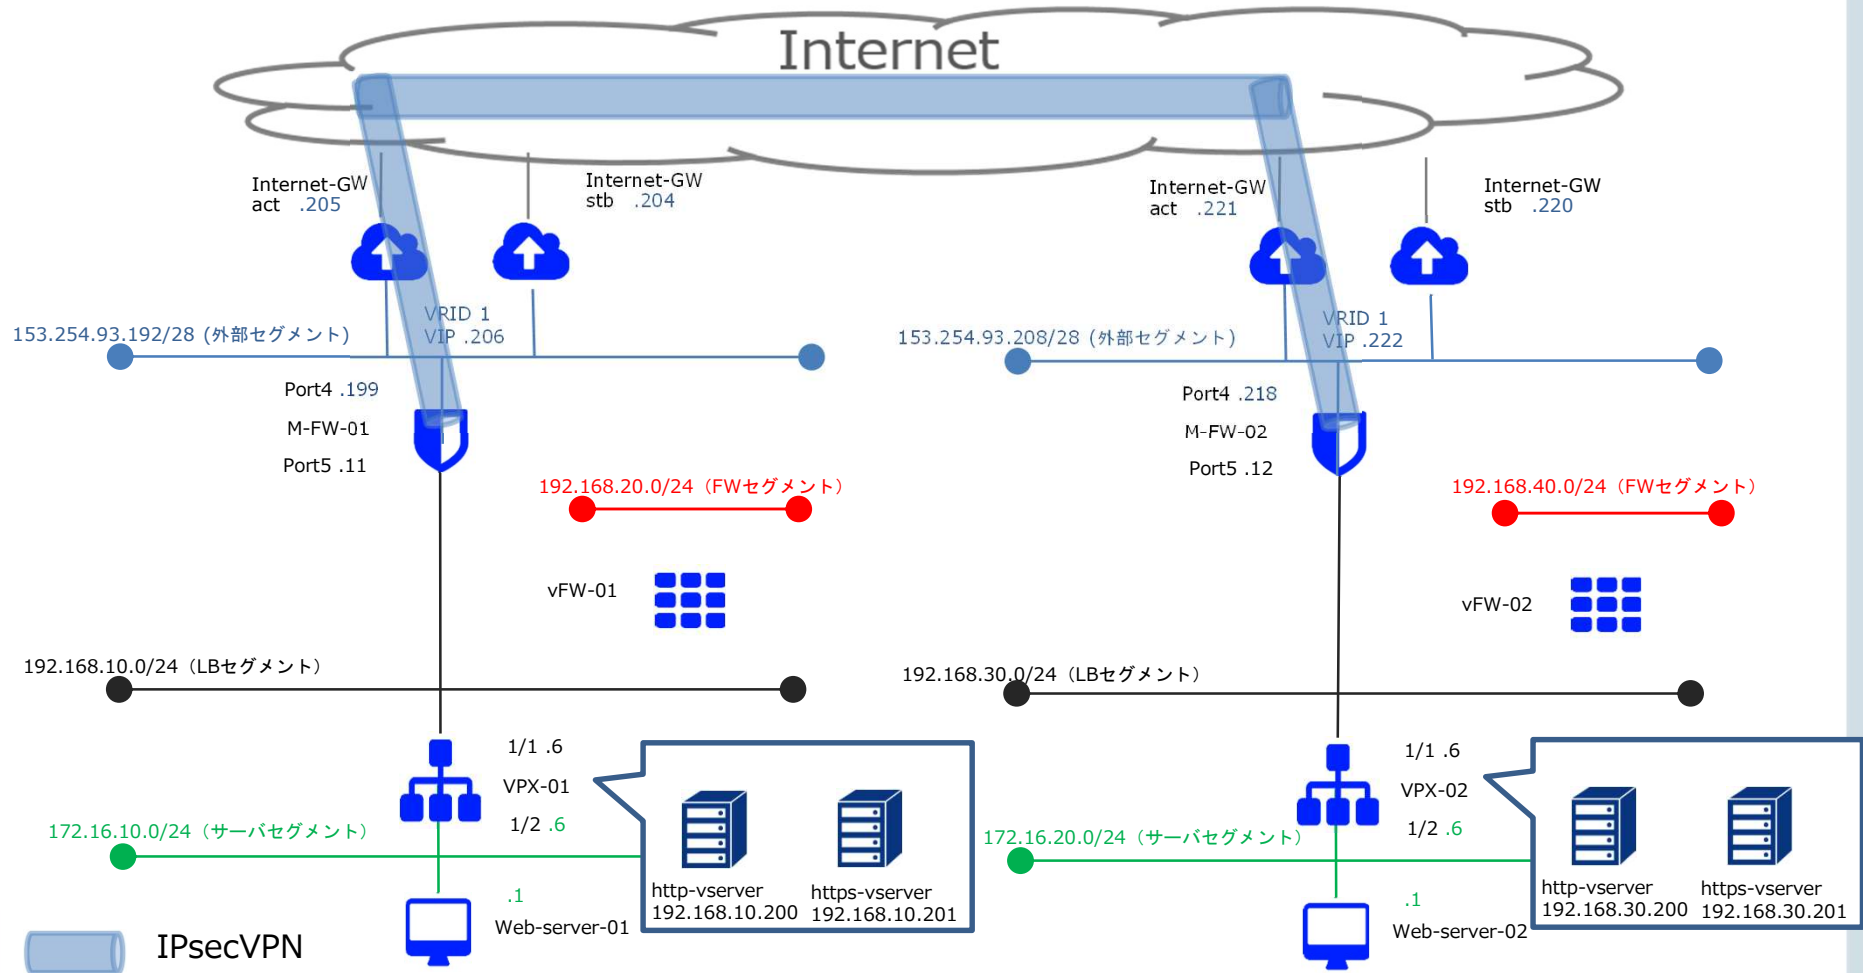 Internet
Internet-GW
act .205
Internet-GW
stb .204
Internet-GW
act .221
Internet-GW
stb .220
VRID 1
VIP .206
VRID 1
VIP .222
153.254.93.192/28 (外部セグメント)
153.254.93.208/28 (外部セグメント)
Port4 .199
M-FW-01
Port5 .11
Port4 .218
M-FW-02
Port5 .12
192.168.20.0/24（FWセグメント）
192.168.40.0/24（FWセグメント）
vFW-01
vFW-02
192.168.10.0/24（LBセグメント）
192.168.30.0/24（LBセグメント）
1/1 .6
VPX-01
1/2 .6
1/1 .6
VPX-02
1/2 .6
172.16.10.0/24（サーバセグメント）
172.16.20.0/24（サーバセグメント）
http-vserver
192.168.10.200
https-vserver
192.168.10.201
http-vserver
192.168.30.200
https-vserver
192.168.30.201
.1
Web-server-01
.1
Web-server-02
IPsecVPN